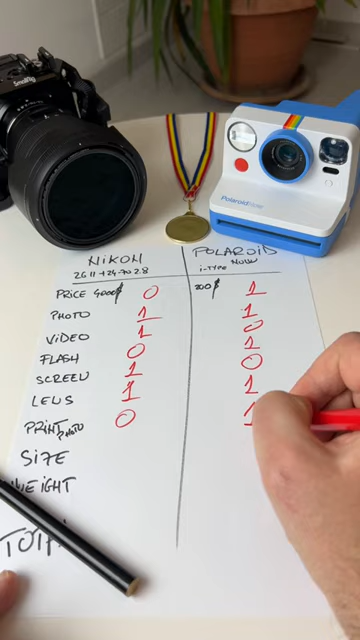 SmallRig
Polaroid Now
NIKON
Z6 II +24-70 2.8
POLAROID
i-TYPE NOW
PRICE 4000$ 0 200$ 1
PHOTO 1 1
VIDEO 1 0
FLASH 0 1
SCREEN 1 0
LENS 1 1
PRINT PHOTO 0 1
SIZE
WEIGHT